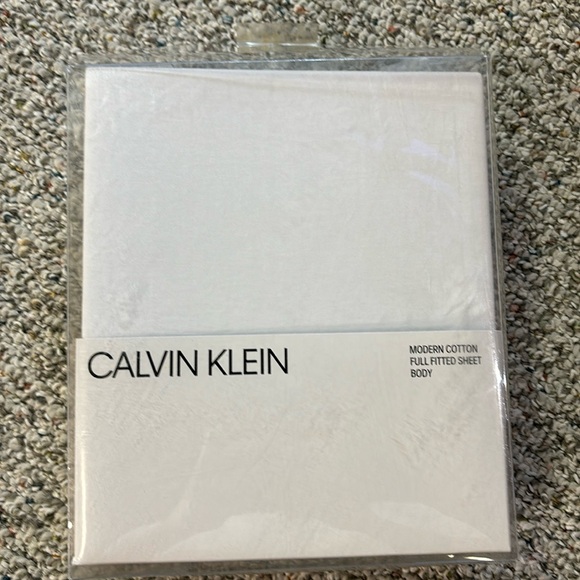 CALVIN KLEIN
MODERN COTTON
FULL FITTED SHEET
BODY